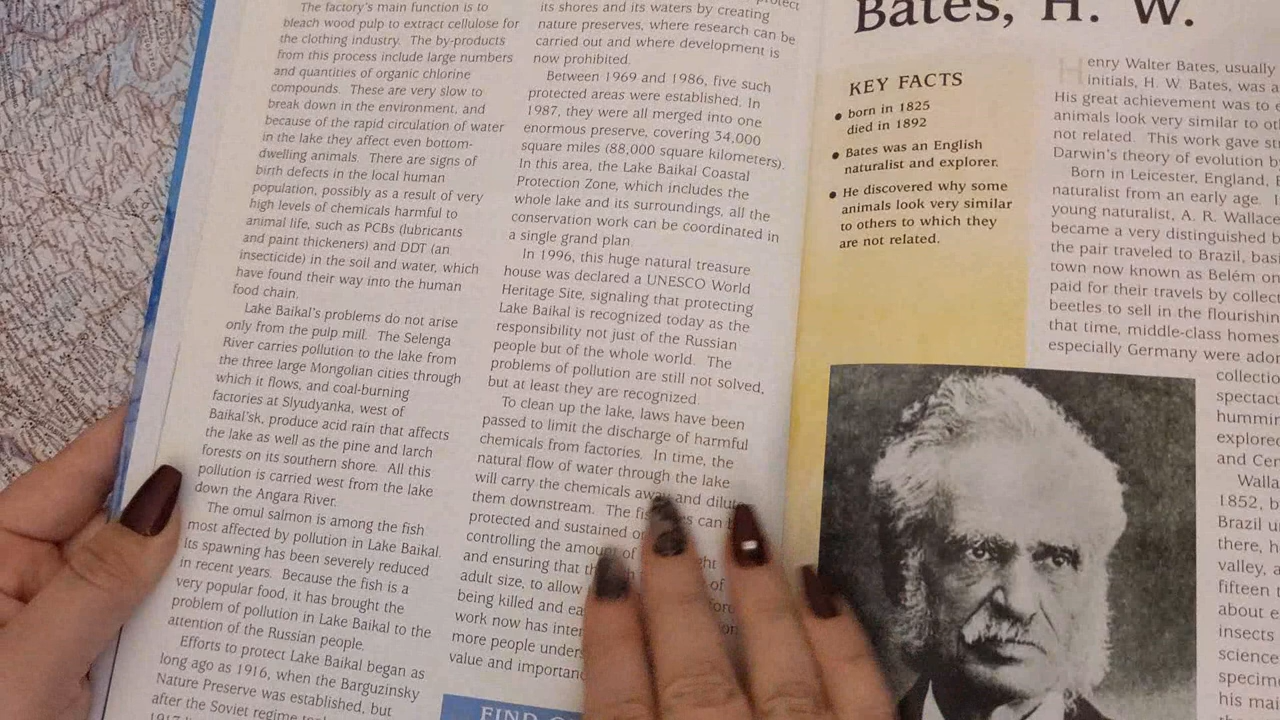 The factory's main function is to
bleach wood pulp to extract cellulose for
the clothing industry. The by-products
from this process include large numbers
and quantities of organic chlorine
compounds. These are very slow to
break down in the environment, and
because of the rapid circulation of water
in the lake they affect even bottom-
dwelling animals. There are signs of
birth defects in the local human
population, possibly as a result of very
high levels of chemicals harmful to
animal life, such as PCBs (lubricants
and paint thickeners) and DDT (an
insecticide) in the soil and water, which
have found their way into the human
food chain.
Lake Baikal's problems do not arise
only from the pulp mill. The Selenga
River carries pollution to the lake from
the three large Mongolian cities through
which it flows, and coal-burning
factories at Slyudyanka, west of
Baikal'sk, produce acid rain that affects
the lake as well as the pine and larch
forests on its southern shore. All this
pollution is carried west from the lake
down the Angara River.
The omul salmon is among the fish
most affected by pollution in Lake Baikal.
Its spawning has been severely reduced
in recent years. Because the fish is a
very popular food, it has brought the
problem of pollution in Lake Baikal to the
attention of the Russian people.
Efforts to protect Lake Baikal began as
long ago as 1916, when the Barguzinsky
Nature Preserve was established, but
after the Soviet regime
1917
protect
its shores and its waters by creating
nature preserves, where research can be
carried out and where development is
now prohibited.
Between 1969 and 1986, five such
protected areas were established. In
1987, they were all merged into one
enormous preserve, covering 34,000
square miles (88,000 square kilometers).
In this area, the Lake Baikal Coastal
Protection Zone, which includes the
whole lake and its surroundings, all the
conservation work can be coordinated in
a single grand plan.
In 1996, this huge natural treasure
house was declared a UNESCO World
Heritage Site, signaling that protecting
Lake Baikal is recognized today as the
responsibility not just of the Russian
people but of the whole world. The
problems of pollution are still not solved,
but at least they are recognized.
To clean up the lake, laws have been
passed to limit the discharge of harmful
chemicals from factories. In time, the
natural flow of water through the lake
will carry the chemicals away and dilute
them downstream. The can
protected and sustained
controlling the amount of
and ensuring that
adult size, to allow of
being killed and
work now has
more people
value and
FIND
Bates, H. W.
KEY FACTS
• born in 1825
died in 1892
• Bates was an English
naturalist and explorer.
• He discovered why some
animals look very similar
to others to which they
are not related.
Henry Walter Bates, usually
initials, H. W. Bates, was a
His great achievement was to
animals look very similar to
not related. This work gave
Darwin's theory of evolution
Born in Leicester, England,
naturalist from an early age.
young naturalist, A. R. Wallace
became a very distinguished
the pair traveled to Brazil,
town now known as Belém
paid for their travels by
beetles to sell in the
that time, middle-class homes
especially Germany were
and
1852,
Brazil
there,
valley, a
fifteen
about
insects
science
his